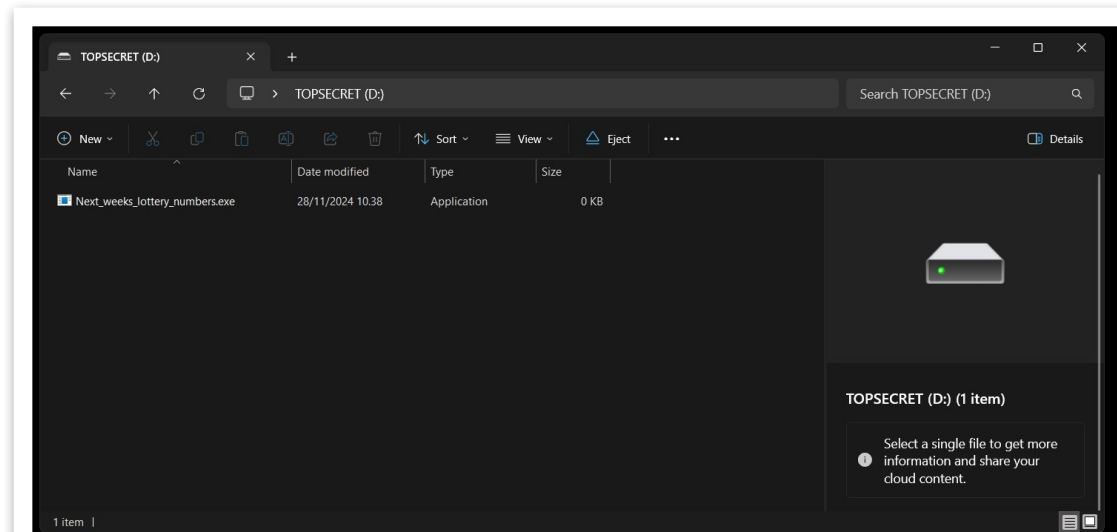 TOPSECRET (D:)
TOPSECRET (D:)
Search TOPSECRET (D:)
New
Sort
View
Eject
Details
Name Date modified Type Size
Next_weeks_lottery_numbers.exe 28/11/2024 10.38 Application 0 KB
TOPSECRET (D:) (1 item)
Select a single file to get more
information and share your
cloud content.
1 item